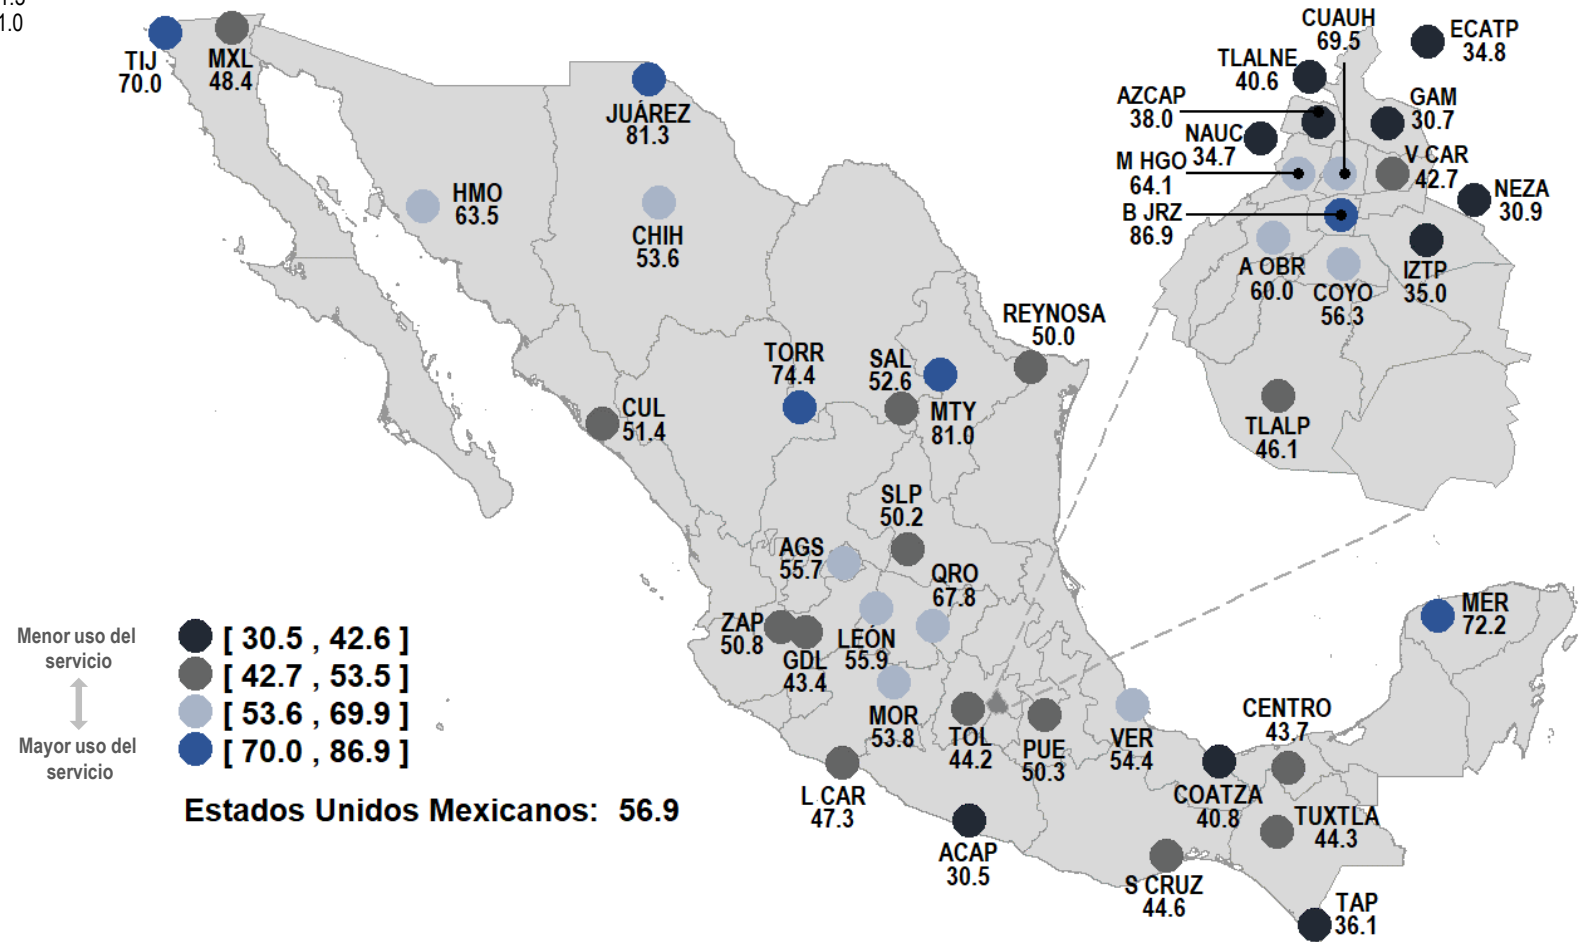 1.0
TIJ
70.0
MXL
48.4
JUÁREZ
81.3
HMO
63.5
CHIH
53.6
REYNOSA
50.0
TORR
74.4
SAL
52.6
MTY
81.0
CUL
51.4
SLP
50.2
AGS
55.7
QRO
67.8
ZAP
50.8
GDL
43.4
LEÓN
55.9
MOR
53.8
TOL
44.2
PUE
50.3
VER
54.4
L CAR
47.3
ACAP
30.5
COATZA
40.8
CENTRO
43.7
TUXTLA
44.3
S CRUZ
44.6
TAP
36.1
MER
72.2
CUAUH
69.5
ECATP
34.8
TLALNE
40.6
AZCAP
38.0
GAM
30.7
NAUC
34.7
M HGO
64.1
V CAR
42.7
NEZA
30.9
B JRZ
86.9
A OBR
60.0
COYO
56.3
IZTP
35.0
TLALP
46.1
Menor uso del
servicio
Mayor uso del
servicio
[ 30.5 , 42.6 ]
[ 42.7 , 53.5 ]
[ 53.6 , 69.9 ]
[ 70.0 , 86.9 ]
Estados Unidos Mexicanos: 56.9